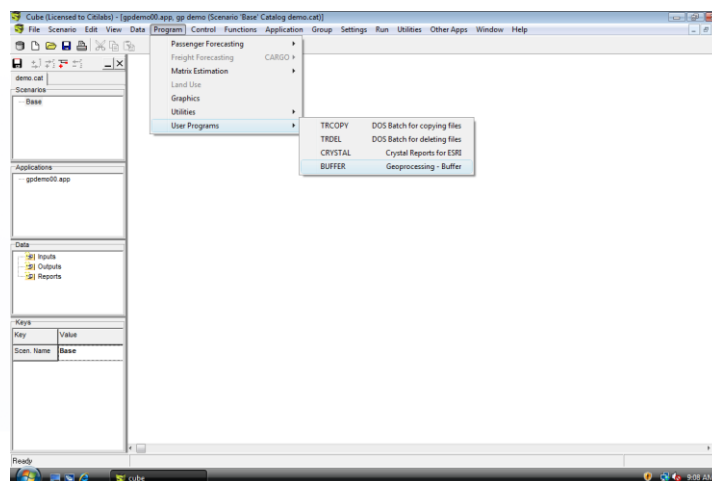 Cube (Licensed to Citilabs) - [gpdemo00.app, gp demo (Scenario 'Base' Catalog demo.cat)]
File Scenario Edit View Data Program Control Functions Application Group Settings Run Utilities Other Apps Window Help
Passenger Forecasting
Freight Forecasting CARGO
Matrix Estimation
Land Use
Graphics
Utilities
User Programs
TRCOPY DOS Batch for copying files
TRDEL DOS Batch for deleting files
CRYSTAL Crystal Reports for ESRI
BUFFER Geoprocessing - Buffer
demo.cat
Scenarios
Base
Applications
gpdemo00.app
Data
Inputs
Outputs
Reports
Keys
Key Value
Scen. Name Base
Ready
cube
9:08 AM